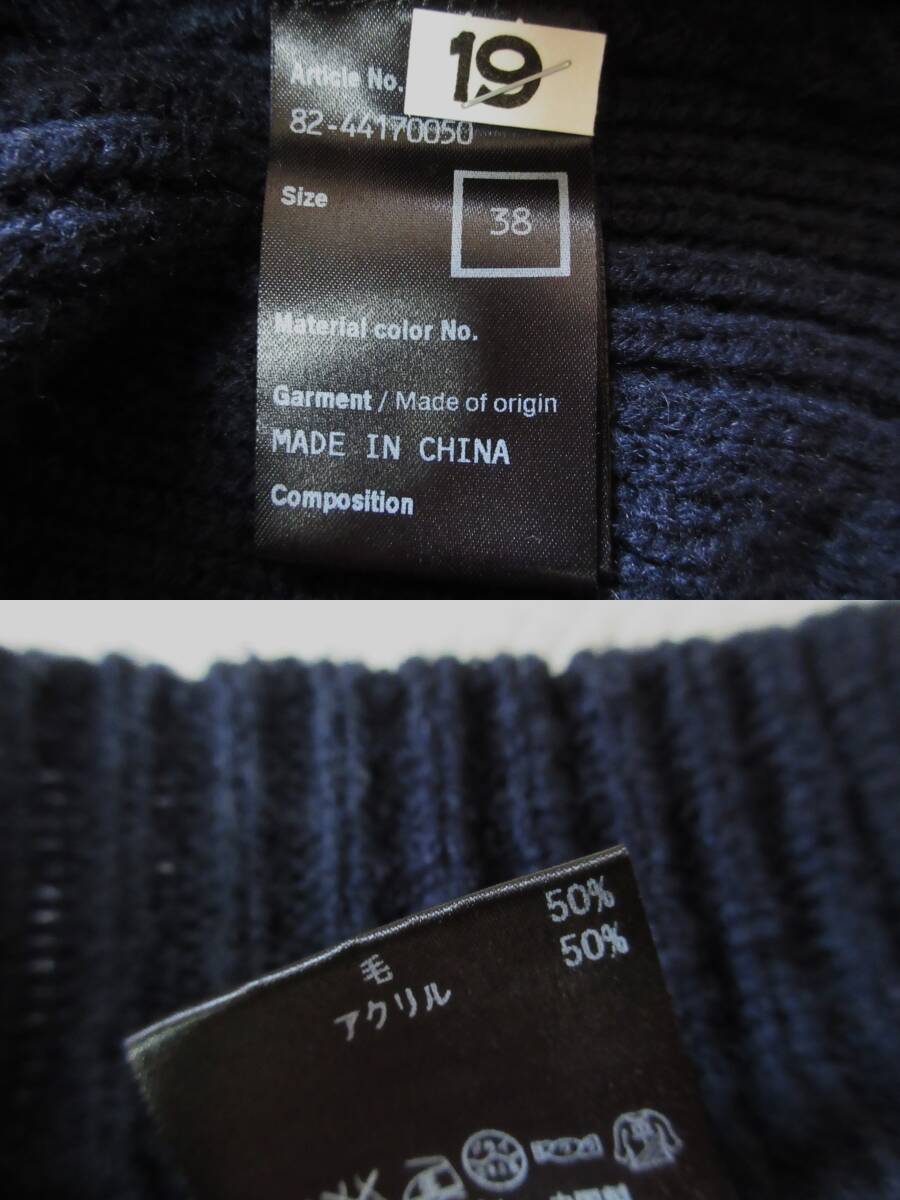 19
Article No.
82-44170050
Size
38
Material color No.
Garment / Made of origin
MADE IN CHINA
Composition
毛 50%
アクリル 50%